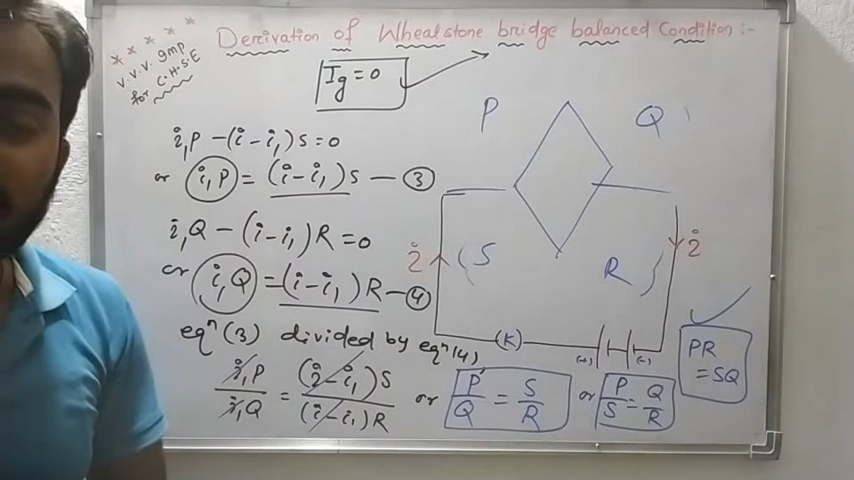 Derivation of Wheatstone bridge balanced Condition :-
* * * * *
v.v.v. gmp
for C.H.S.E
Ig = 0
i₁P - (i - i₁) S = 0
or i₁P = (i - i₁) S — 3
i₁Q - (i - i₁) R = 0
or i₁Q = (i - i₁) R — 4
eqⁿ (3) divided by eqⁿ (4),
i₁P / i₁Q = (i - i₁) S / (i - i₁) R or P/Q = S/R or P/S = Q/R
PR
= SQ
P Q
S R
i i
(K) (+) (-)